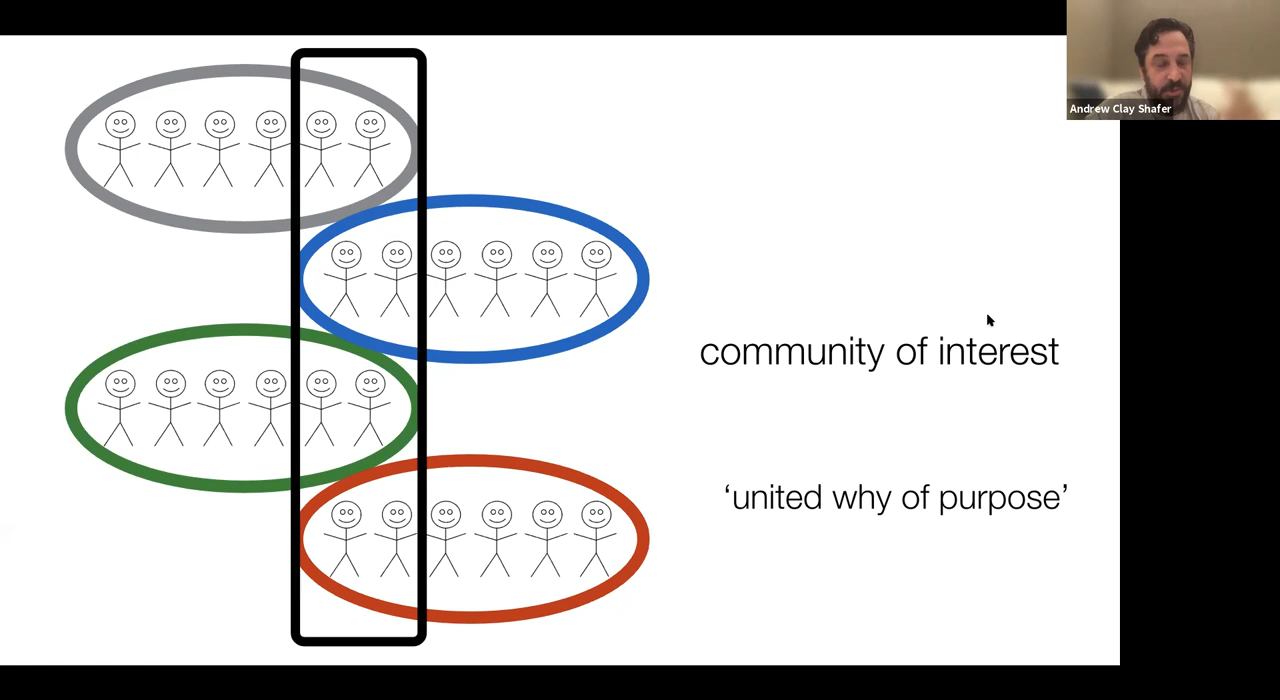 Andrew Clay Shafer
community of interest
‘united why of purpose’